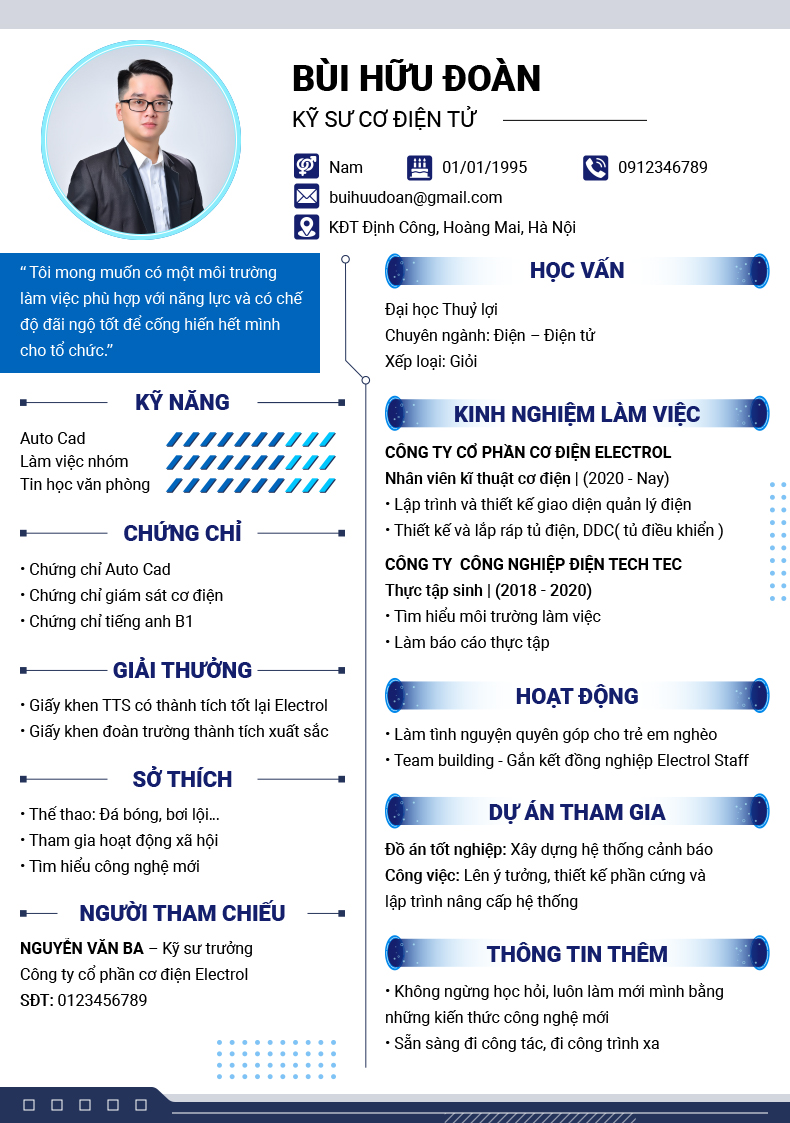 BÙI HỮU ĐOÀN
KỸ SƯ CƠ ĐIỆN TỬ
Nam 01/01/1995 0912346789
buihuudoan@gmail.com
KĐT Định Công, Hoàng Mai, Hà Nội
“ Tôi mong muốn có một môi trường
làm việc phù hợp với năng lực và có chế
độ đãi ngộ tốt để cống hiến hết mình
cho tổ chức.”
KỸ NĂNG
Auto Cad
Làm việc nhóm
Tin học văn phòng
CHỨNG CHỈ
• Chứng chỉ Auto Cad
• Chứng chỉ giám sát cơ điện
• Chứng chỉ tiếng anh B1
GIẢI THƯỞNG
• Giấy khen TTS có thành tích tốt lại Electrol
• Giấy khen đoàn trường thành tích xuất sắc
SỞ THÍCH
• Thể thao: Đá bóng, bơi lội...
• Tham gia hoạt động xã hội
• Tìm hiểu công nghệ mới
NGƯỜI THAM CHIẾU
NGUYỄN VĂN BA – Kỹ sư trưởng
Công ty cổ phần cơ điện Electrol
SĐT: 0123456789
HỌC VẤN
Đại học Thuỷ lợi
Chuyên ngành: Điện – Điện tử
Xếp loại: Giỏi
KINH NGHIỆM LÀM VIỆC
CÔNG TY CỔ PHẦN CƠ ĐIỆN ELECTROL
Nhân viên kĩ thuật cơ điện | (2020 - Nay)
• Lập trình và thiết kế giao diện quản lý điện
• Thiết kế và lắp ráp tủ điện, DDC( tủ điều khiển )
CÔNG TY CÔNG NGHIỆP ĐIỆN TECH TEC
Thực tập sinh | (2018 - 2020)
• Tìm hiểu môi trường làm việc
• Làm báo cáo thực tập
HOẠT ĐỘNG
• Làm tình nguyện quyên góp cho trẻ em nghèo
• Team building - Gắn kết đồng nghiệp Electrol Staff
DỰ ÁN THAM GIA
Đồ án tốt nghiệp: Xây dựng hệ thống cảnh báo
Công việc: Lên ý tưởng, thiết kế phần cứng và
lập trình nâng cấp hệ thống
THÔNG TIN THÊM
• Không ngừng học hỏi, luôn làm mới mình bằng
những kiến thức công nghệ mới
• Sẵn sàng đi công tác, đi công trình xa